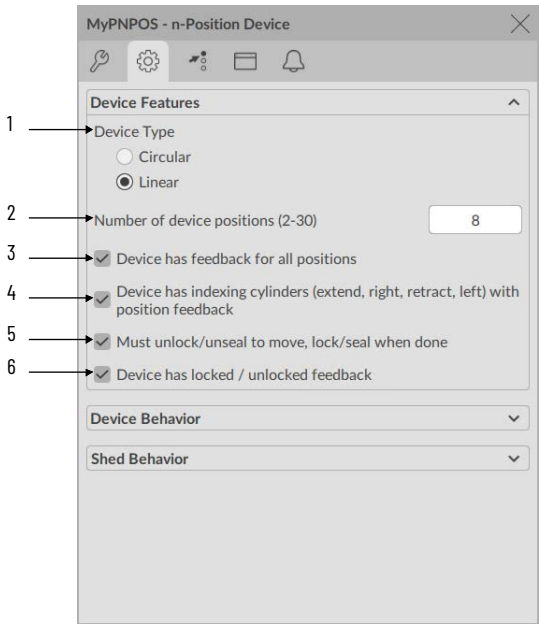 MyPNPOS - n-Position Device
Device Features
1
Device Type
Circular
Linear
2
Number of device positions (2-30)
8
3
Device has feedback for all positions
4
Device has indexing cylinders (extend, right, retract, left) with
position feedback
5
Must unlock/unseal to move, lock/seal when done
6
Device has locked / unlocked feedback
Device Behavior
Shed Behavior